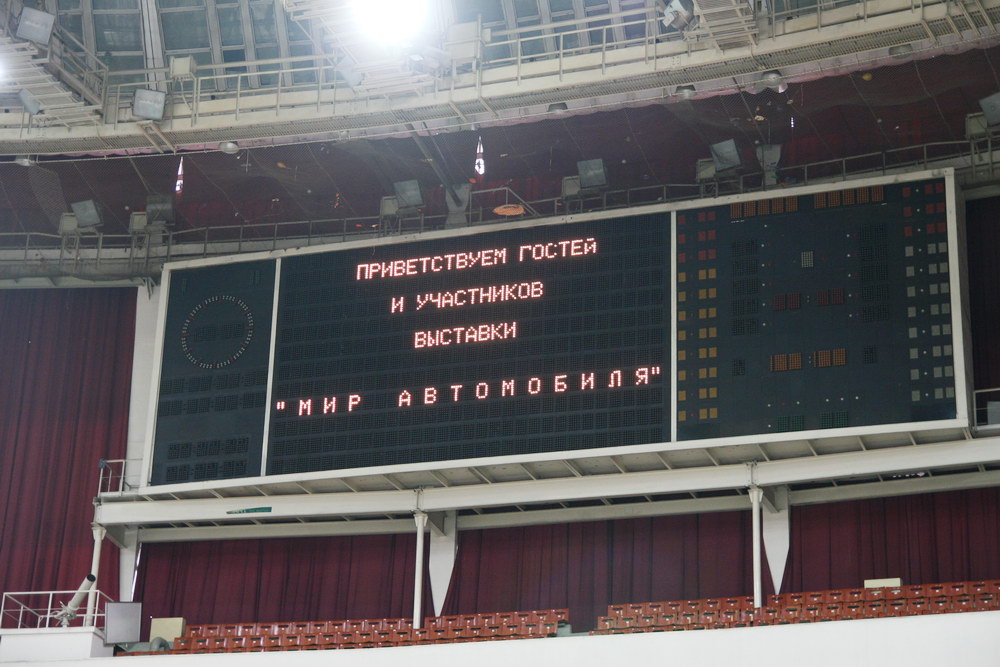 ПРИВЕТСТВУЕМ ГОСТЕЙ
И УЧАСТНИКОВ
ВЫСТАВКИ
"МИР АВТОМОБИЛЯ"